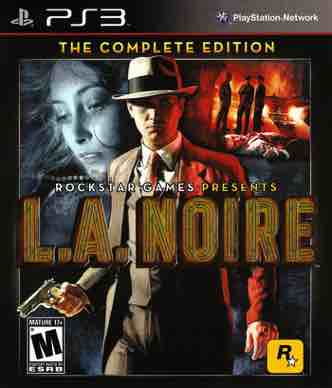 PS3 PlayStation Network
THE COMPLETE EDITION
ROCKSTAR GAMES PRESENTS
L.A. NOIRE
MATURE 17+
M
ESRB
R